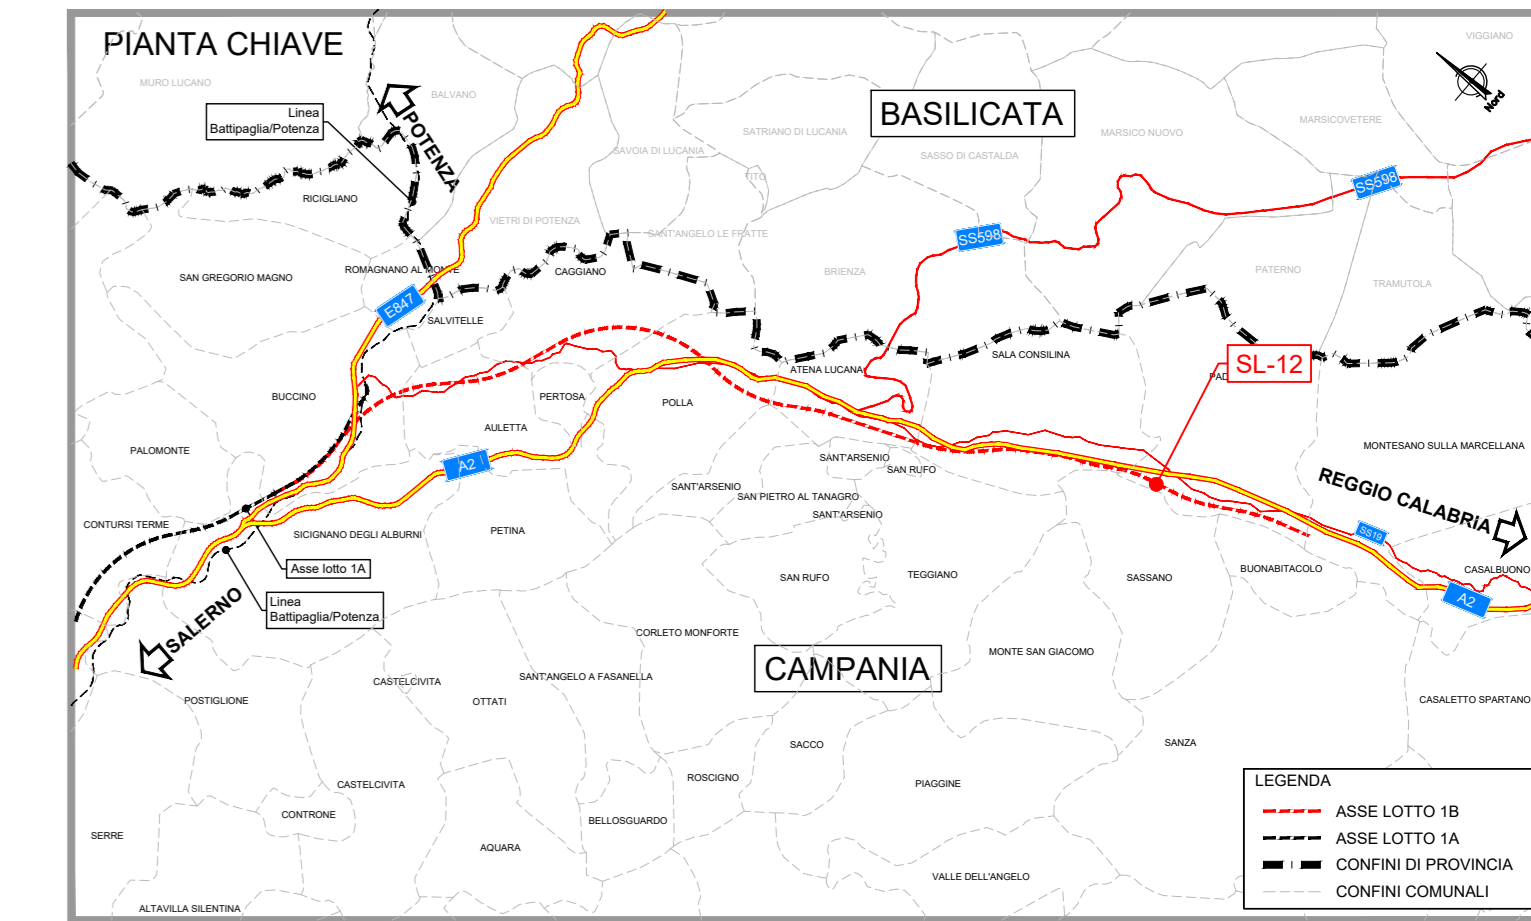 PIANTA CHIAVE
VIGGIANO
MURO LUCANO
BALVANO
Linea
Battipaglia/Potenza
POTENZA
BASILICATA
Nord
SATRIANO DI LUCANIA
MARSICO NUOVO
MARSICOVETERE
SAVOIA DI LUCANIA
SASSO DI CASTALDA
TITO
SS598
RICIGLIANO
VIETRI DI POTENZA
SANT'ANGELO LE FRATTE
SS598
SAN GREGORIO MAGNO
ROMAGNANO AL MONTE
CAGGIANO
BRIENZA
PATERNO
TRAMUTOLA
E847
SALVITELLE
SALA CONSILINA
ATENA LUCANA
SL-12
PAD
BUCCINO
PERTOSA
POLLA
AULETTA
MONTESANO SULLA MARCELLANA
PALOMONTE
A2
SANT'ARSENIO
SAN RUFO
SANT'ARSENIO
SAN PIETRO AL TANAGRO
SANT'ARSENIO
REGGIO CALABRiA
CONTURSI TERME
SICIGNANO DEGLI ALBURNI
PETINA
SS19
Asse lotto 1A
SAN RUFO
TEGGIANO
SASSANO
BUONABITACOLO
CASALBUONO
A2
Linea
Battipaglia/Potenza
SALERNO
CORLETO MONFORTE
MONTE SAN GIACOMO
CAMPANIA
CASTELCIVITA
SANT'ANGELO A FASANELLA
POSTIGLIONE
OTTATI
CASALETTO SPARTANO
SACCO
SANZA
ROSCIGNO
PIAGGINE
CASTELCIVITA
CONTRONE
BELLOSGUARDO
SERRE
AQUARA
VALLE DELL'ANGELO
ALTAVILLA SILENTINA
LEGENDA
ASSE LOTTO 1B
ASSE LOTTO 1A
CONFINI DI PROVINCIA
CONFINI COMUNALI